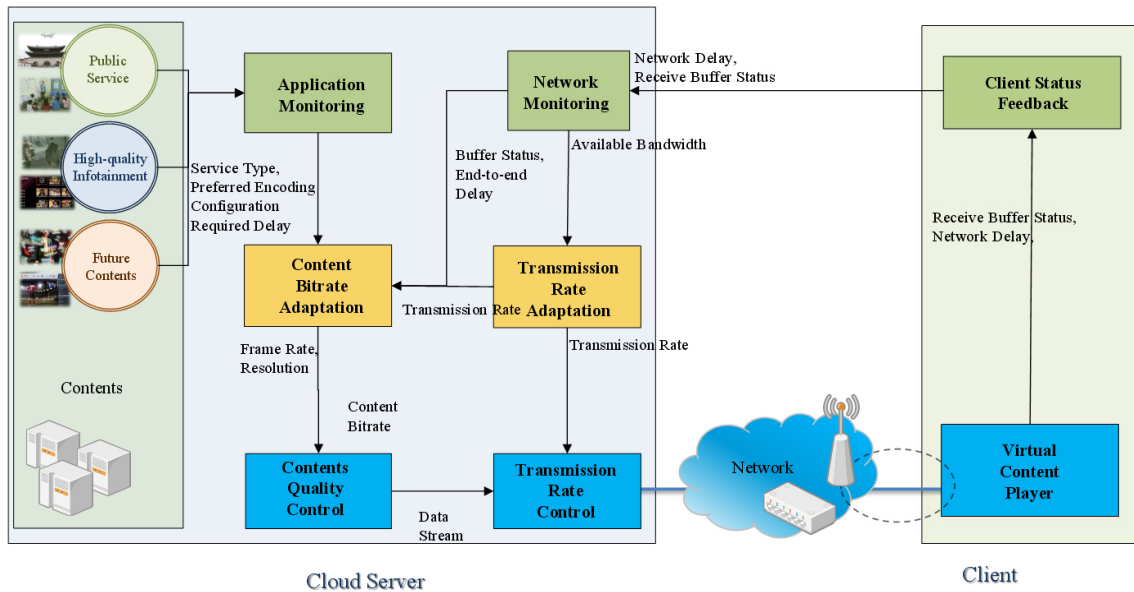 Public
Service
High-quality
Infotainment
Future
Contents
Contents
Service Type,
Preferred Encoding
Configuration
Required Delay
Application
Monitoring
Network
Monitoring
Network Delay,
Receive Buffer Status
Client Status
Feedback
Buffer Status,
End-to-end
Delay
Available Bandwidth
Receive Buffer Status,
Network Delay,
Content
Bitrate
Adaptation
Transmission
Rate
Adaptation
Transmission Rate
Transmission Rate
Frame Rate,
Resolution
Content
Bitrate
Contents
Quality
Control
Data
Stream
Transmission
Rate
Control
Network
Virtual
Content
Player
Cloud Server
Client